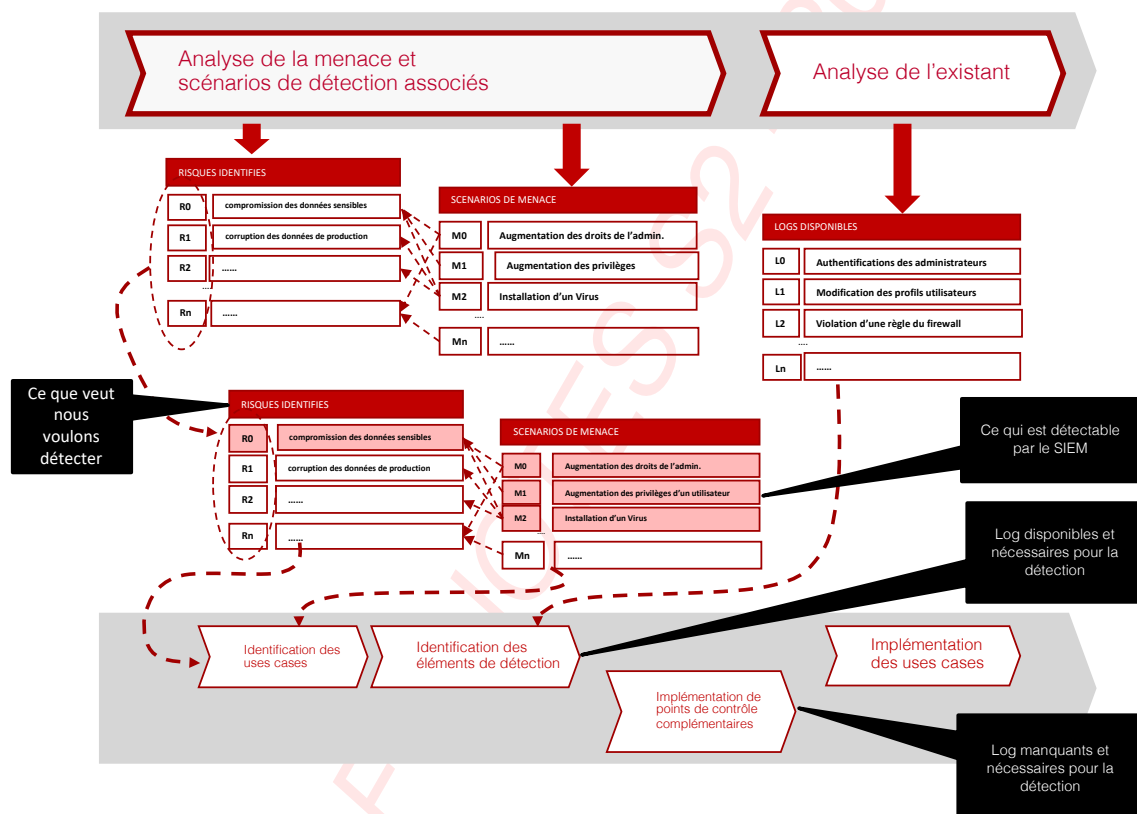 Analyse de la menace et
scénarios de détection associés
Analyse de l'existant
RISQUES IDENTIFIES
R0 compromission des données sensibles
R1 corruption des données de production
R2 ......
....
Rn ......
SCENARIOS DE MENACE
M0 Augmentation des droits de l'admin.
M1 Augmentation des privilèges
M2 Installation d'un Virus
....
Mn ......
LOGS DISPONIBLES
L0 Authentifications des administrateurs
L1 Modification des profils utilisateurs
L2 Violation d'une règle du firewall
....
Ln ......
Ce que veut
nous
voulons
détecter
RISQUES IDENTIFIES
R0 compromission des données sensibles
R1 corruption des données de production
R2 ......
Rn ......
SCENARIOS DE MENACE
M0 Augmentation des droits de l'admin.
M1 Augmentation des privilèges d'un utilisateur
M2 Installation d'un Virus
....
Mn ......
Ce qui est détectable
par le SIEM
Log disponibles et
nécessaires pour la
détection
Identification des
uses cases
Identification des
éléments de détection
Implémentation de
points de contrôle
complémentaires
Implémentation
des uses cases
Log manquants et
nécessaires pour la
détection